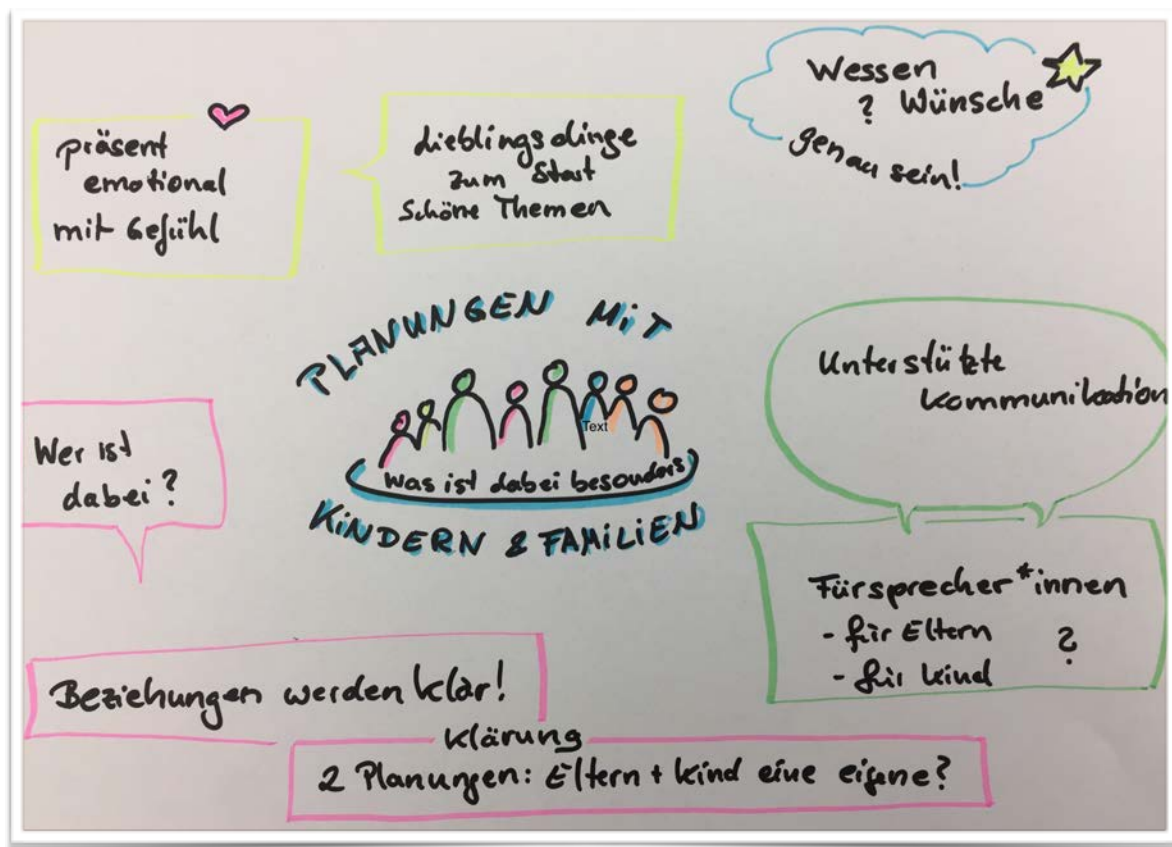 präsent
emotional
mit Gefühl
Lieblingsdinge
zum Start
Schöne Themen
Wessen
? Wünsche
genau sein!
PLANUNGEN MiT
Text
was ist dabei besonders
KiNDERN & FAMiLiEN
Unterstützte
Kommunikation
Wer ist
dabei?
Fürsprecher*innen
- für Eltern
- für Kind
?
Beziehungen werden klar!
Klärung
2 Planungen: Eltern + Kind eine eigene?